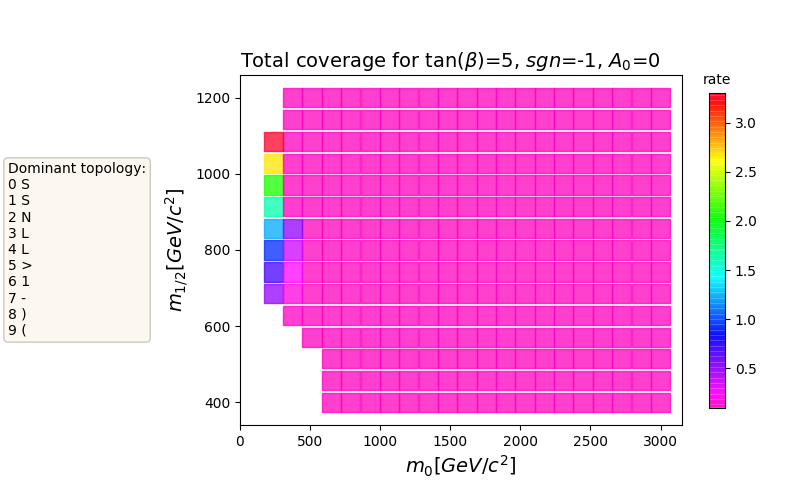 Total coverage for tan(β)=5, sgn=-1, A₀=0
rate
1200
1000
800
600
400
m₁/₂[GeV/c²]
0 500 1000 1500 2000 2500 3000
m₀[GeV/c²]
3.0
2.5
2.0
1.5
1.0
0.5
Dominant topology:
0 S
1 S
2 N
3 L
4 L
5 >
6 1
7 -
8 )
9 (